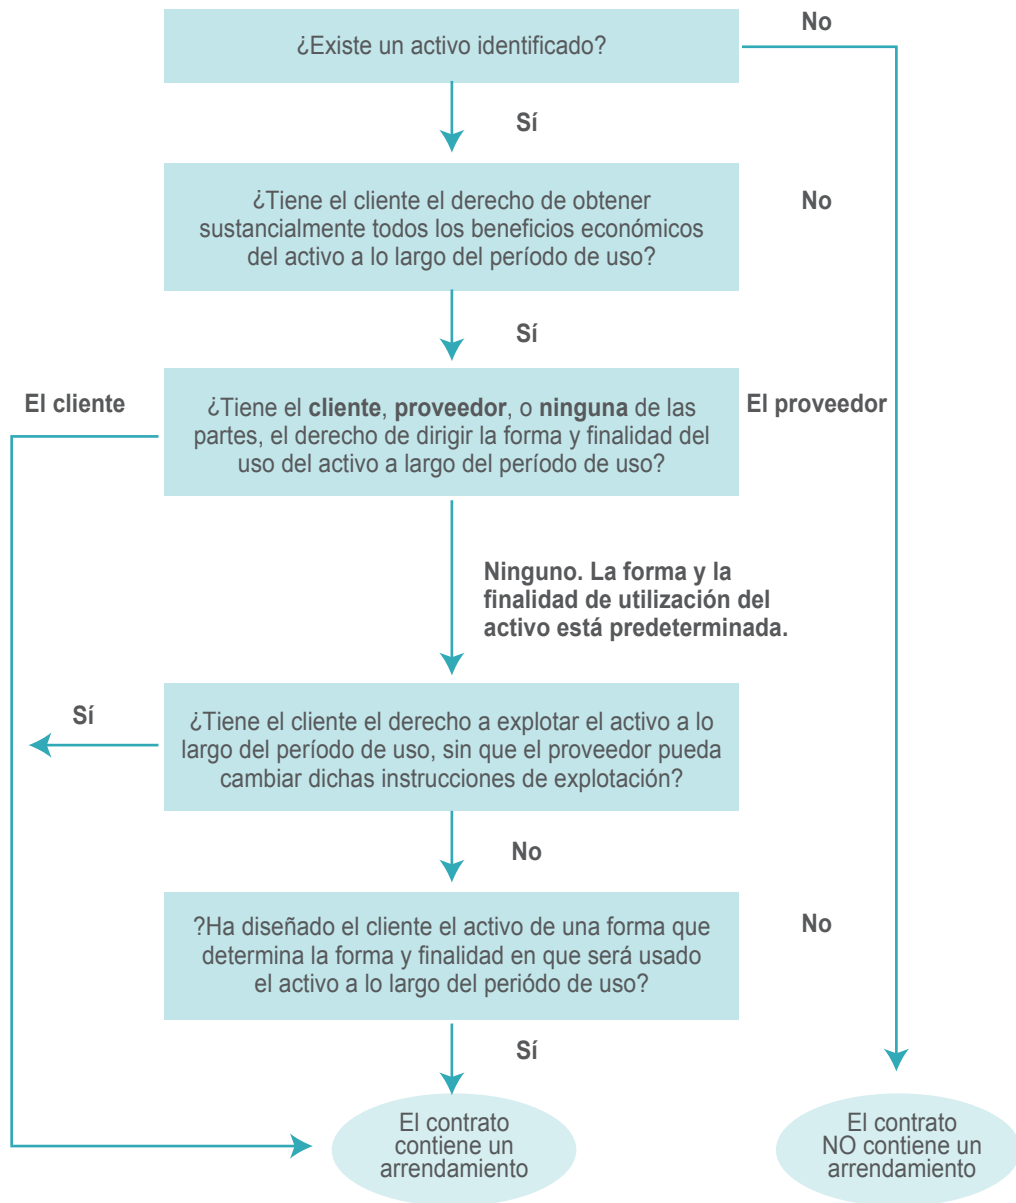 ¿Existe un activo identificado?
No
Sí
¿Tiene el cliente el derecho de obtener
sustancialmente todos los beneficios económicos
del activo a lo largo del período de uso?
No
Sí
El cliente
¿Tiene el cliente, proveedor, o ninguna de las
partes, el derecho de dirigir la forma y finalidad del
uso del activo a largo del período de uso?
El proveedor
Ninguno. La forma y la
finalidad de utilización del
activo está predeterminada.
Sí
¿Tiene el cliente el derecho a explotar el activo a lo
largo del período de uso, sin que el proveedor pueda
cambiar dichas instrucciones de explotación?
No
?Ha diseñado el cliente el activo de una forma que
determina la forma y finalidad en que será usado
el activo a lo largo del periódo de uso?
No
Sí
El contrato
contiene un
arrendamiento
El contrato
NO contiene un
arrendamiento